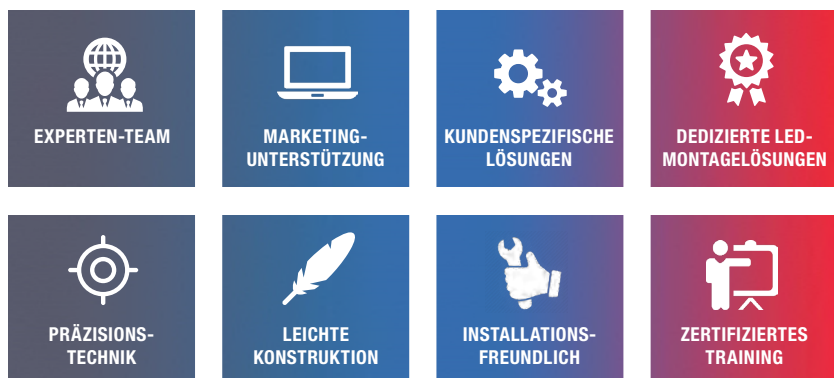 EXPERTEN-TEAM
MARKETING-
UNTERSTÜTZUNG
KUNDENSPEZIFISCHE
LÖSUNGEN
DEDIZIERTE LED-
MONTAGELÖSUNGEN
PRÄZISIONS-
TECHNIK
LEICHTE
KONSTRUKTION
INSTALLATIONS-
FREUNDLICH
ZERTIFIZIERTES
TRAINING